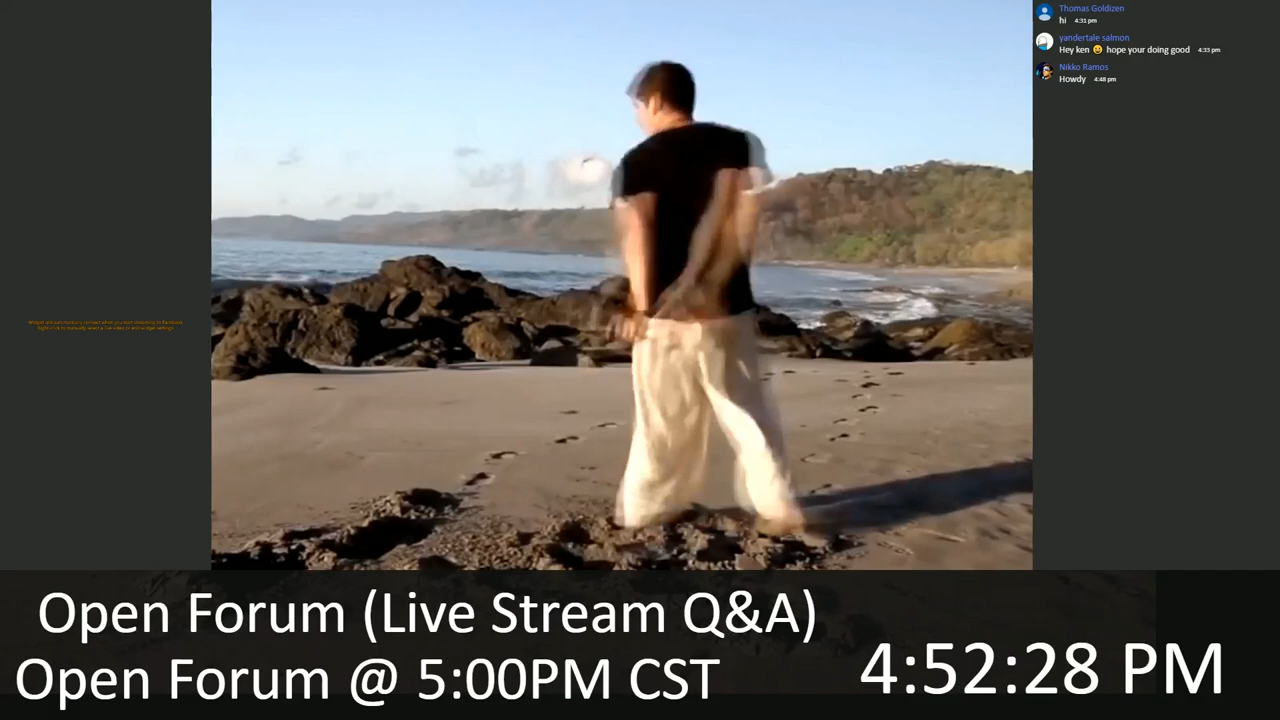 Thomas Goldizen
hi 4:31 pm
yandertale salmon
Hey ken 😀 hope your doing good 4:33 pm
Nikko Ramos
Howdy 4:48 pm
Open Forum (Live Stream Q&A)
Open Forum @ 5:00PM CST
4:52:28 PM